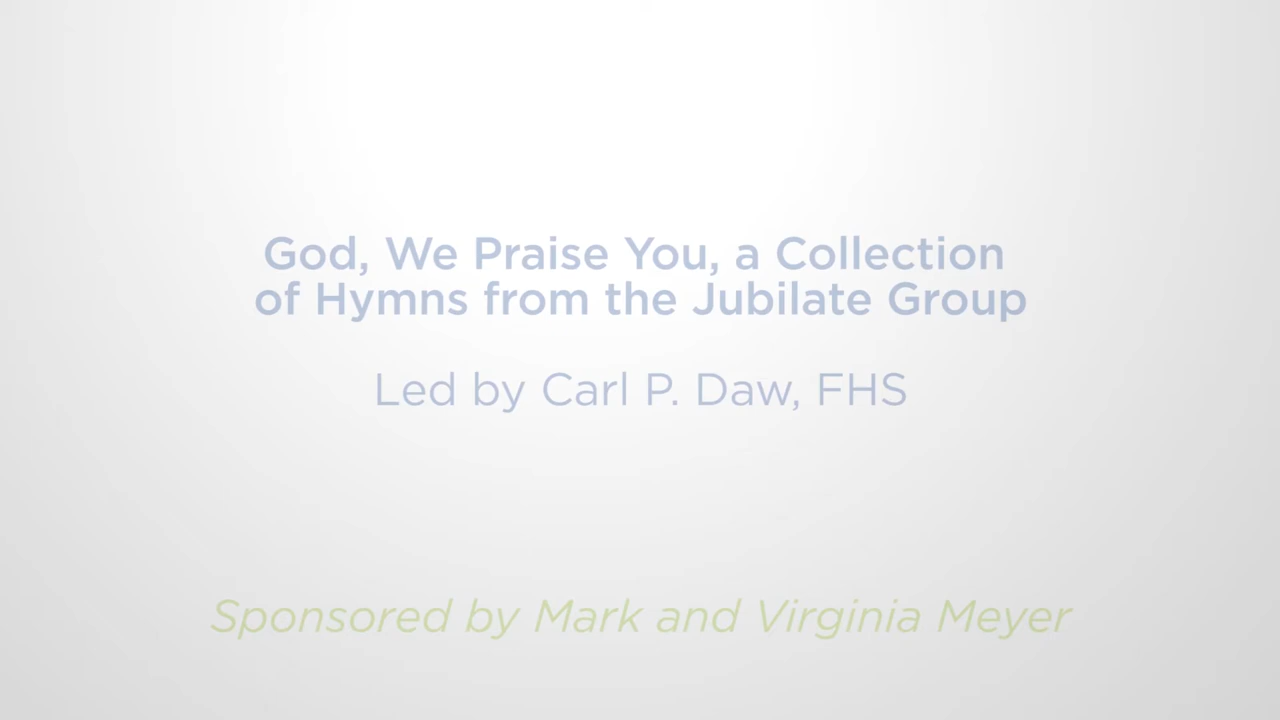 God, We Praise You, a Collection
of Hymns from the Jubilate Group
Led by Carl P. Daw, FHS
Sponsored by Mark and Virginia Meyer